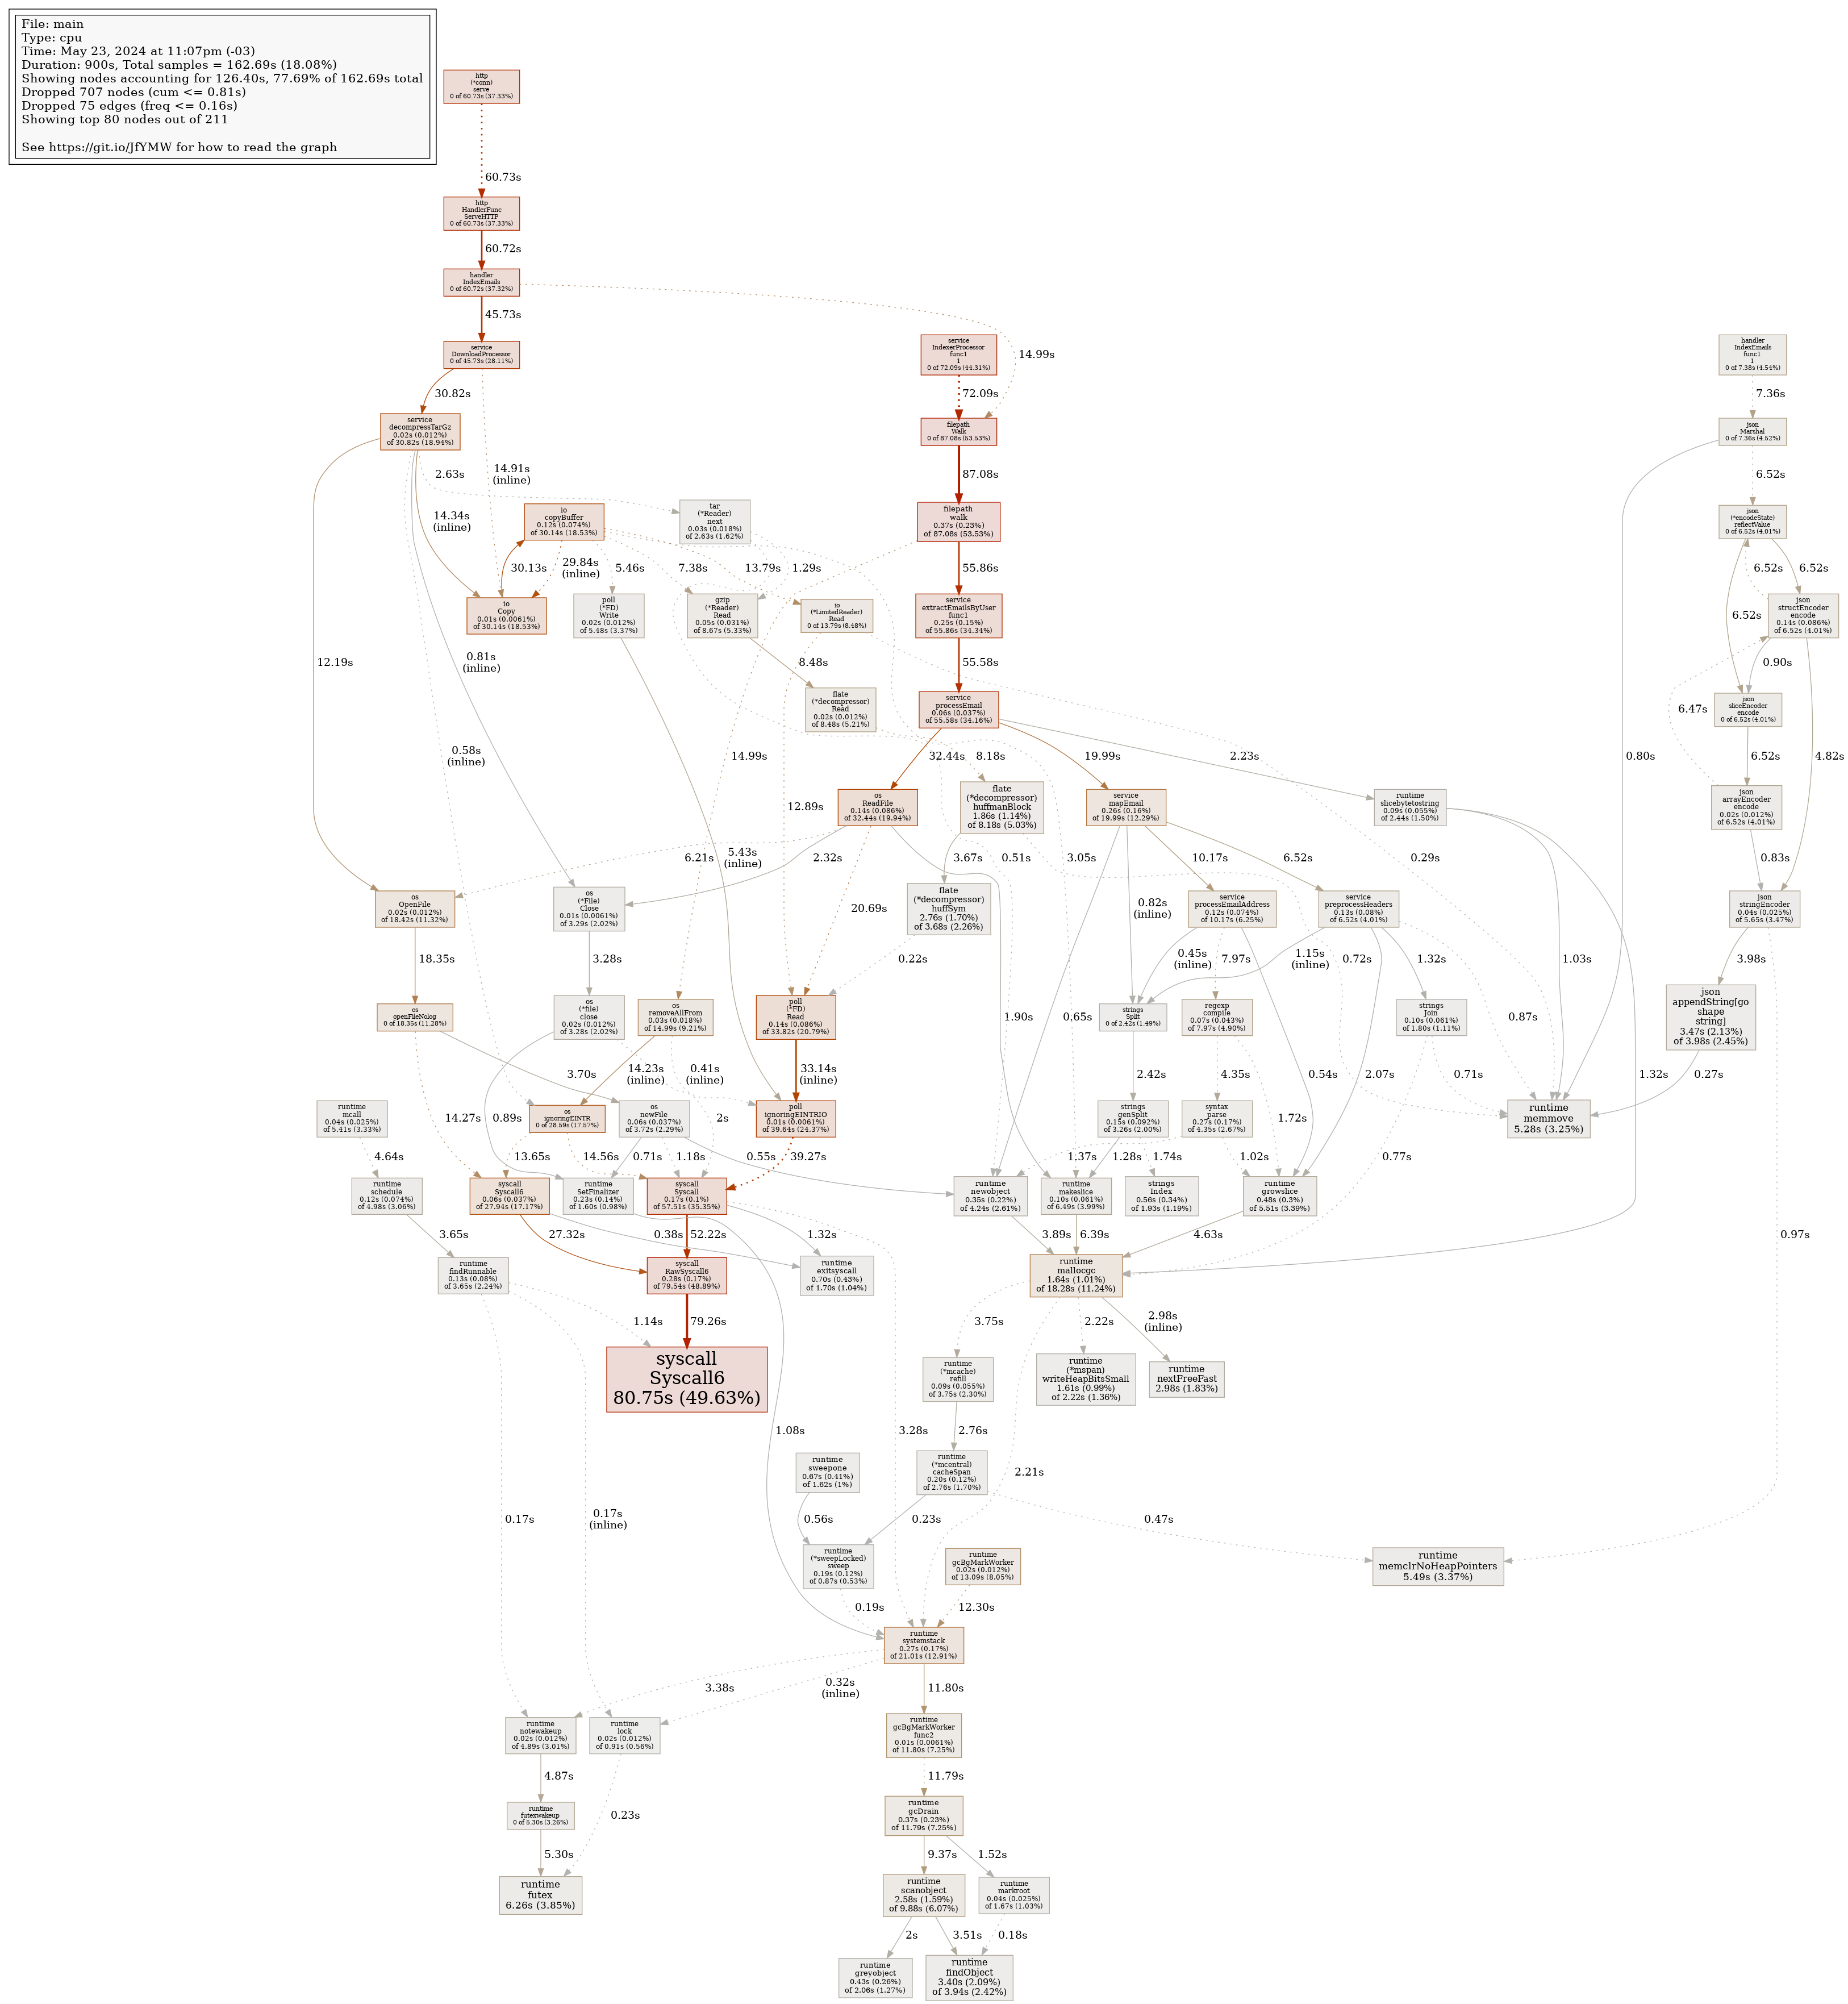 File: main
Type: cpu
Time: May 23, 2024 at 11:07pm (-03)
Duration: 900s, Total samples = 162.69s (18.08%)
Showing nodes accounting for 126.40s, 77.69% of 162.69s total
Dropped 707 nodes (cum <= 0.81s)
Dropped 75 edges (freq <= 0.16s)
Showing top 80 nodes out of 211
See https://git.io/JfYMW for how to read the graph
http
(*conn)
serve
0 of 60.73s (37.33%)
60.73s
http
HandlerFunc
ServeHTTP
0 of 60.73s (37.33%)
60.72s
handler
IndexEmails
0 of 60.72s (37.32%)
45.73s
14.99s
service
DownloadProcessor
0 of 45.73s (28.11%)
service
IndexerProcessor
func1
1
0 of 72.09s (44.31%)
handler
IndexEmails
func1
1
0 of 7.38s (4.54%)
30.82s
72.09s
7.36s
service
decompressTarGz
0.02s (0.012%)
of 30.82s (18.94%)
filepath
Walk
0 of 87.08s (53.53%)
json
Marshal
0 of 7.36s (4.52%)
2.63s
14.91s
(inline)
87.08s
6.52s
14.34s
(inline)
io
copyBuffer
0.12s (0.074%)
of 30.14s (18.53%)
tar
(*Reader)
next
0.03s (0.018%)
of 2.63s (1.62%)
filepath
walk
0.37s (0.23%)
of 87.08s (53.53%)
json
(*encodeState)
reflectValue
0 of 6.52s (4.01%)
30.13s
29.84s
(inline)
5.46s
7.38s
13.79s
1.29s
55.86s
6.52s
6.52s
6.52s
io
Copy
0.01s (0.0061%)
of 30.14s (18.53%)
poll
(*FD)
Write
0.02s (0.012%)
of 5.48s (3.37%)
gzip
(*Reader)
Read
0.05s (0.031%)
of 8.67s (5.33%)
io
(*LimitedReader)
Read
0 of 13.79s (8.48%)
service
extractEmailsByUser
func1
0.25s (0.15%)
of 55.86s (34.34%)
json
structEncoder
encode
0.14s (0.086%)
of 6.52s (4.01%)
12.19s
0.81s
(inline)
8.48s
55.58s
0.90s
flate
(*decompressor)
Read
0.02s (0.012%)
of 8.48s (5.21%)
service
processEmail
0.06s (0.037%)
of 55.58s (34.16%)
json
sliceEncoder
encode
0 of 6.52s (4.01%)
6.47s
0.58s
(inline)
14.99s
32.44s
8.18s
19.99s
2.23s
0.80s
6.52s
4.82s
12.89s
os
ReadFile
0.14s (0.086%)
of 32.44s (19.94%)
flate
(*decompressor)
huffmanBlock
1.86s (1.14%)
of 8.18s (5.03%)
service
mapEmail
0.26s (0.16%)
of 19.99s (12.29%)
runtime
slicebytetostring
0.09s (0.055%)
of 2.44s (1.50%)
json
arrayEncoder
encode
0.02s (0.012%)
of 6.52s (4.01%)
5.43s
(inline)
6.21s
2.32s
3.67s
0.51s
3.05s
10.17s
6.52s
0.29s
0.83s
os
OpenFile
0.02s (0.012%)
of 18.42s (11.32%)
os
(*File)
Close
0.01s (0.0061%)
of 3.29s (2.02%)
20.69s
flate
(*decompressor)
huffSym
2.76s (1.70%)
of 3.68s (2.26%)
0.82s
(inline)
service
processEmailAddress
0.12s (0.074%)
of 10.17s (6.25%)
service
preprocessHeaders
0.13s (0.08%)
of 6.52s (4.01%)
json
stringEncoder
0.04s (0.025%)
of 5.65s (3.47%)
18.35s
3.28s
0.22s
0.45s
(inline)
7.97s
1.15s
(inline)
0.72s
1.32s
1.03s
3.98s
os
openFileNolog
0 of 18.35s (11.28%)
os
(*file)
close
0.02s (0.012%)
of 3.28s (2.02%)
os
removeAllFrom
0.03s (0.018%)
of 14.99s (9.21%)
poll
(*FD)
Read
0.14s (0.086%)
of 33.82s (20.79%)
1.90s
0.65s
strings
Split
0 of 2.42s (1.49%)
regexp
compile
0.07s (0.043%)
of 7.97s (4.90%)
strings
Join
0.10s (0.061%)
of 1.80s (1.11%)
0.87s
json
appendString[go
shape
string]
3.47s (2.13%)
of 3.98s (2.45%)
3.70s
14.23s
(inline)
0.41s
(inline)
33.14s
(inline)
2.42s
4.35s
0.54s
2.07s
0.71s
1.32s
0.27s
runtime
mcall
0.04s (0.025%)
of 5.41s (3.33%)
14.27s
0.89s
os
ignoringEINTR
0 of 28.59s (17.57%)
os
newFile
0.06s (0.037%)
of 3.72s (2.29%)
2s
poll
ignoringEINTRIO
0.01s (0.0061%)
of 39.64s (24.37%)
strings
genSplit
0.15s (0.092%)
of 3.26s (2.00%)
syntax
parse
0.27s (0.17%)
of 4.35s (2.67%)
1.72s
runtime
memmove
5.28s (3.25%)
4.64s
13.65s
14.56s
0.71s
1.18s
0.55s
39.27s
1.37s
1.28s
1.74s
1.02s
0.77s
runtime
schedule
0.12s (0.074%)
of 4.98s (3.06%)
syscall
Syscall6
0.06s (0.037%)
of 27.94s (17.17%)
runtime
SetFinalizer
0.23s (0.14%)
of 1.60s (0.98%)
syscall
Syscall
0.17s (0.1%)
of 57.51s (35.35%)
runtime
newobject
0.35s (0.22%)
of 4.24s (2.61%)
runtime
makeslice
0.10s (0.061%)
of 6.49s (3.99%)
strings
Index
0.56s (0.34%)
of 1.93s (1.19%)
runtime
growslice
0.48s (0.3%)
of 5.51s (3.39%)
3.65s
27.32s
0.38s
52.22s
1.32s
3.89s
6.39s
4.63s
0.97s
runtime
findRunnable
0.13s (0.08%)
of 3.65s (2.24%)
syscall
RawSyscall6
0.28s (0.17%)
of 79.54s (48.89%)
runtime
exitsyscall
0.70s (0.43%)
of 1.70s (1.04%)
runtime
mallocgc
1.64s (1.01%)
of 18.28s (11.24%)
1.14s
79.26s
3.75s
2.22s
2.98s
(inline)
syscall
Syscall6
80.75s (49.63%)
runtime
(*mcache)
refill
0.09s (0.055%)
of 3.75s (2.30%)
runtime
(*mspan)
writeHeapBitsSmall
1.61s (0.99%)
of 2.22s (1.36%)
runtime
nextFreeFast
2.98s (1.83%)
1.08s
3.28s
2.76s
runtime
sweepone
0.67s (0.41%)
of 1.62s (1%)
runtime
(*mcentral)
cacheSpan
0.20s (0.12%)
of 2.76s (1.70%)
2.21s
0.17s
0.17s
(inline)
0.56s
0.23s
0.47s
runtime
(*sweepLocked)
sweep
0.19s (0.12%)
of 0.87s (0.53%)
runtime
gcBgMarkWorker
0.02s (0.012%)
of 13.09s (8.05%)
runtime
memclrNoHeapPointers
5.49s (3.37%)
0.19s
12.30s
runtime
systemstack
0.27s (0.17%)
of 21.01s (12.91%)
3.38s
0.32s
(inline)
11.80s
runtime
notewakeup
0.02s (0.012%)
of 4.89s (3.01%)
runtime
lock
0.02s (0.012%)
of 0.91s (0.56%)
runtime
gcBgMarkWorker
func2
0.01s (0.0061%)
of 11.80s (7.25%)
4.87s
11.79s
runtime
futexwakeup
0 of 5.30s (3.26%)
0.23s
runtime
gcDrain
0.37s (0.23%)
of 11.79s (7.25%)
5.30s
9.37s
1.52s
runtime
futex
6.26s (3.85%)
runtime
scanobject
2.58s (1.59%)
of 9.88s (6.07%)
runtime
markroot
0.04s (0.025%)
of 1.67s (1.03%)
2s
3.51s
0.18s
runtime
greyobject
0.43s (0.26%)
of 2.06s (1.27%)
runtime
findObject
3.40s (2.09%)
of 3.94s (2.42%)